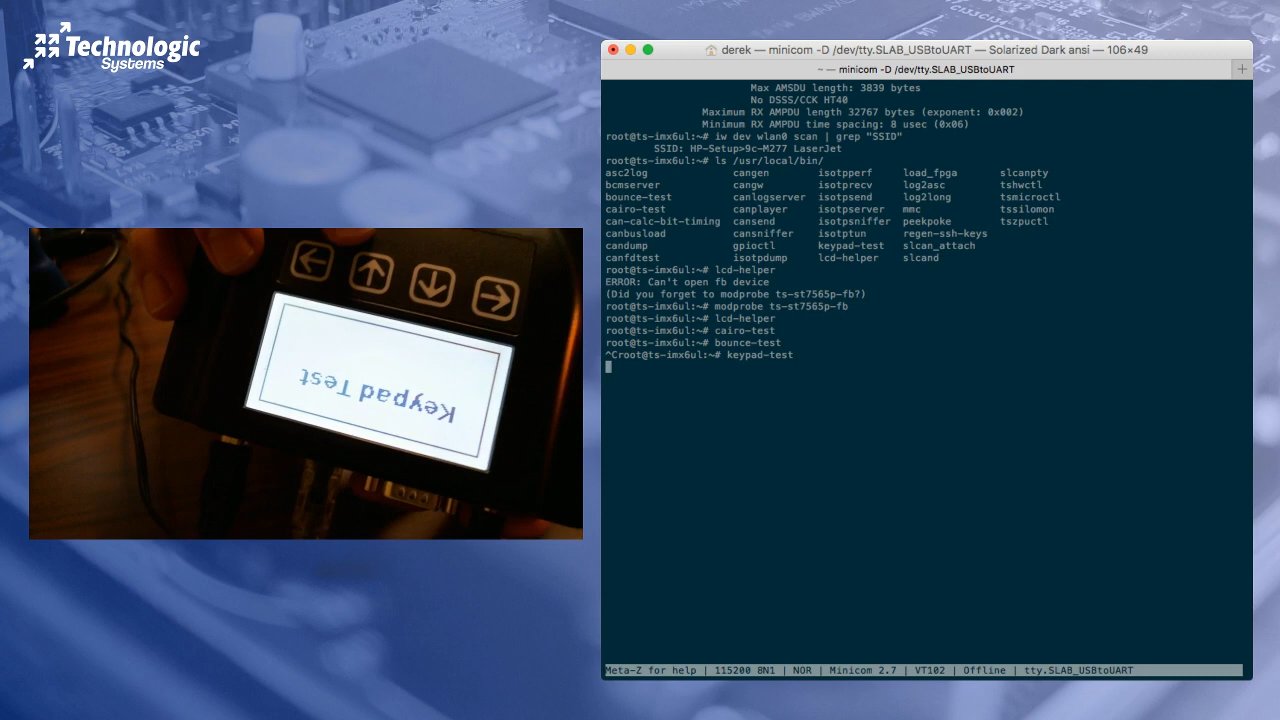 Technologic
Systems
Keypad Test
derek — minicom -D /dev/tty.SLAB_USBtoUART — Solarized Dark ansi — 106×49
~ — minicom -D /dev/tty.SLAB_USBtoUART
+
Max AMSDU length: 3839 bytes
No DSSS/CCK HT40
Maximum RX AMPDU length 32767 bytes (exponent: 0x002)
Minimum RX AMPDU time spacing: 8 usec (0x06)
root@ts-imx6ul:~# iw dev wlan0 scan | grep "SSID"
SSID: HP-Setup>9c-M277 LaserJet
root@ts-imx6ul:~# ls /usr/local/bin/
asc2log cangen isotpperf load_fpga slcanpty
bcmserver cangw isotprecv log2asc tshwctl
bounce-test canlogserver isotpsend log2long tsmicroctl
cairo-test canplayer isotpserver mmc tssilomon
can-calc-bit-timing cansend isotpsniffer peekpoke tszpuctl
canbusload cansniffer isotptun regen-ssh-keys
candump gpioctl keypad-test slcan_attach
canfdtest isotpdump lcd-helper slcand
root@ts-imx6ul:~# lcd-helper
ERROR: Can't open fb device
(Did you forget to modprobe ts-st7565p-fb?)
root@ts-imx6ul:~# modprobe ts-st7565p-fb
root@ts-imx6ul:~# lcd-helper
root@ts-imx6ul:~# cairo-test
root@ts-imx6ul:~# bounce-test
^Croot@ts-imx6ul:~# keypad-test
Meta-Z for help | 115200 8N1 | NOR | Minicom 2.7 | VT102 | Offline | tty.SLAB_USBtoUART